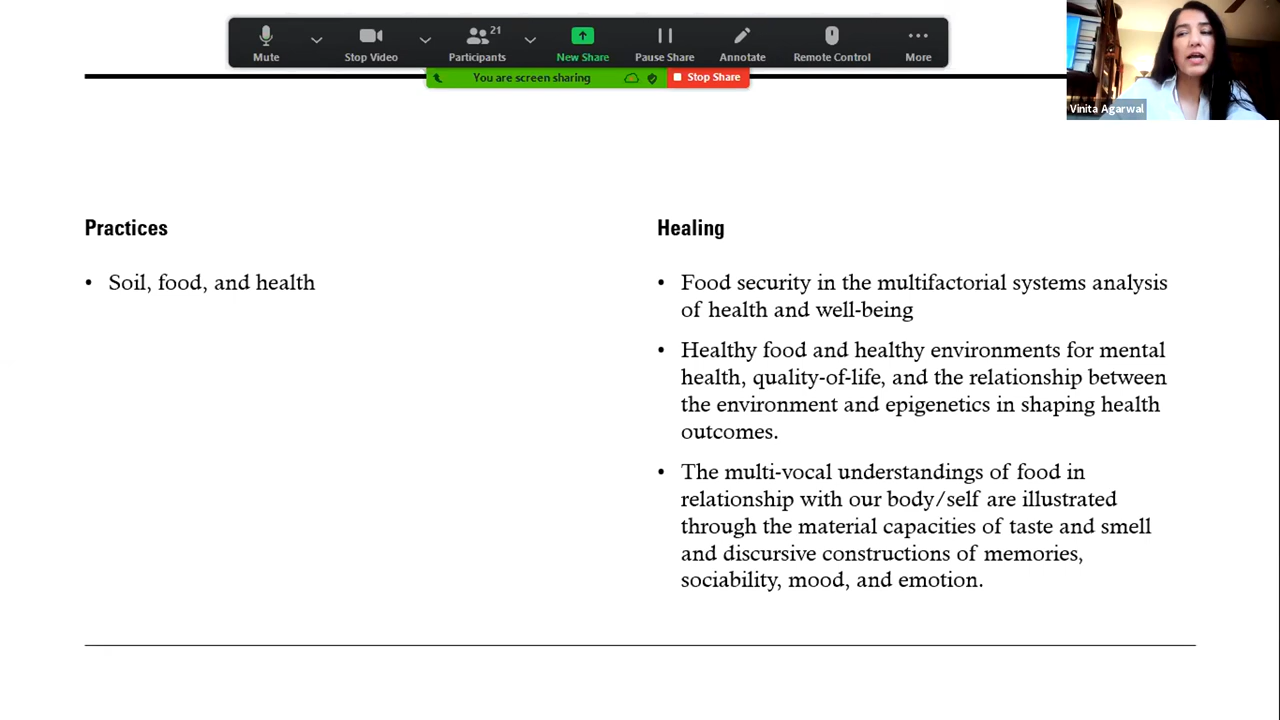 21
Mute
Stop Video
Participants
New Share
Pause Share
Annotate
Remote Control
More
You are screen sharing
Stop Share
Vinita Agarwal
Practices
• Soil, food, and health
Healing
• Food security in the multifactorial systems analysis
of health and well-being
• Healthy food and healthy environments for mental
health, quality-of-life, and the relationship between
the environment and epigenetics in shaping health
outcomes.
• The multi-vocal understandings of food in
relationship with our body/self are illustrated
through the material capacities of taste and smell
and discursive constructions of memories,
sociability, mood, and emotion.